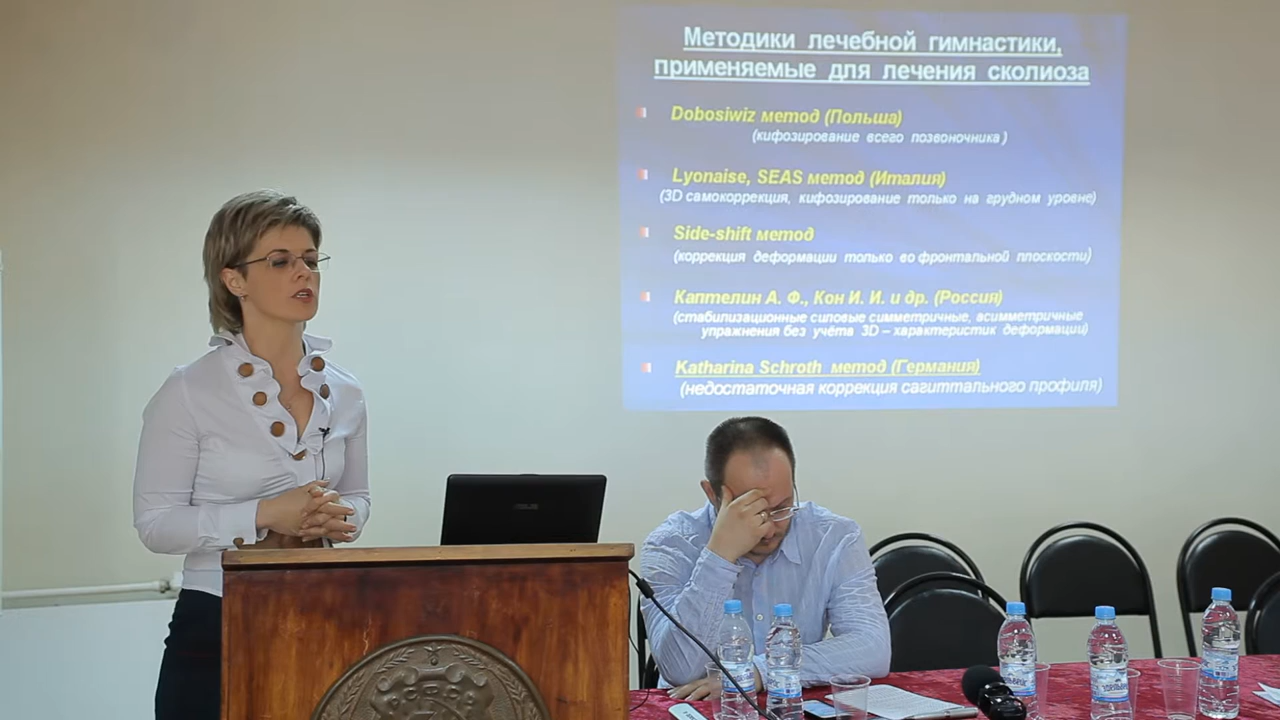 Методики лечебной гимнастики,
применяемые для лечения сколиоза
Dobosiwiz метод (Польша)
(кифозирование всего позвоночника)
Lyonaise, SEAS метод (Италия)
(3D самокоррекция, кифозирование только на грудном уровне)
Side-shift метод
(коррекция деформации только во фронтальной плоскости)
Каптелин А. Ф., Кон И. И. и др. (Россия)
(стабилизационные силовые симметричные, асимметричные
упражнения без учёта 3D – характеристик деформации)
Katharina Schroth метод (Германия)
(недостаточная коррекция сагиттального профиля)
ASUS